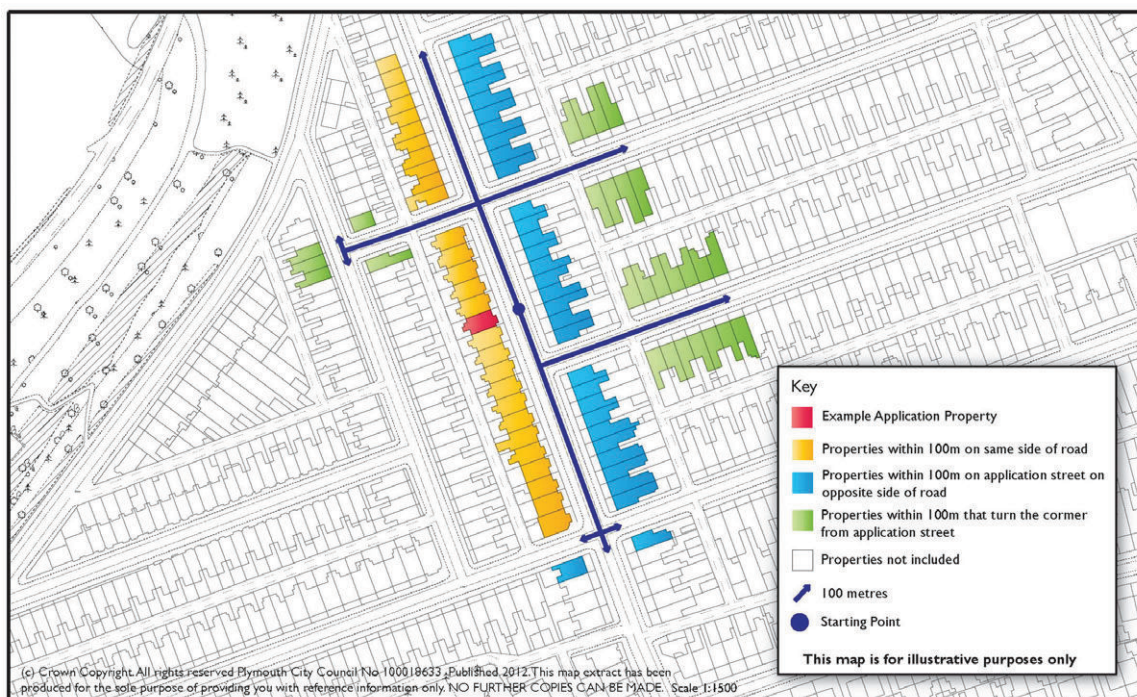 Key
Example Application Property
Properties within 100m on same side of road
Properties within 100m on application street on
opposite side of road
Properties within 100m that turn the corner
from application street
Properties not included
100 metres
Starting Point
This map is for illustrative purposes only
(c) Crown Copyright. All rights reserved Plymouth City Council No 100018633. Published 2012. This map extract has been
produced for the sole purpose of providing you with reference information only. NO FURTHER COPIES CAN BE MADE. Scale 1:1500